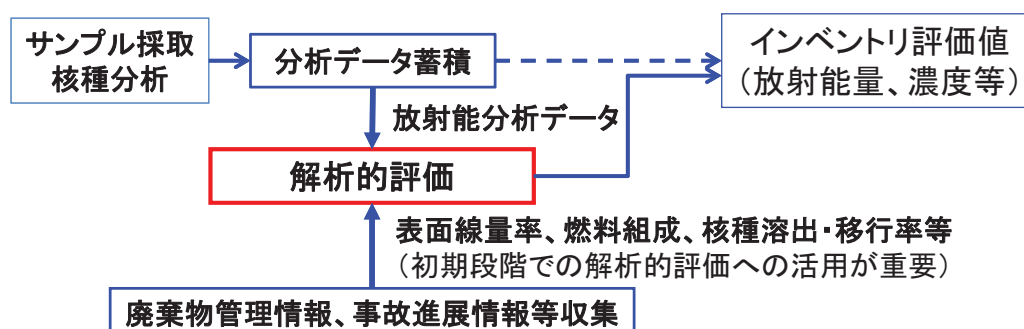 サンプル採取
核種分析
分析データ蓄積
インベントリ評価値
（放射能量、濃度等）
放射能分析データ
解析的評価
表面線量率、燃料組成、核種溶出・移行率等
（初期段階での解析的評価への活用が重要）
廃棄物管理情報、事故進展情報等収集